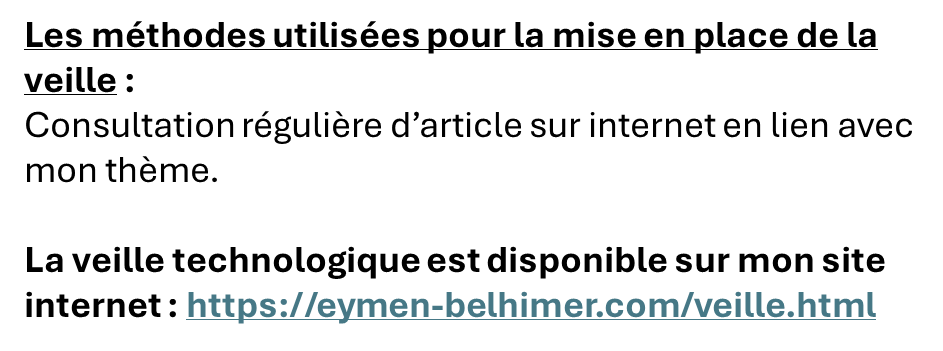 Les méthodes utilisées pour la mise en place de la
veille :
Consultation régulière d’article sur internet en lien avec
mon thème.
La veille technologique est disponible sur mon site
internet : https://eymen-belhimer.com/veille.html